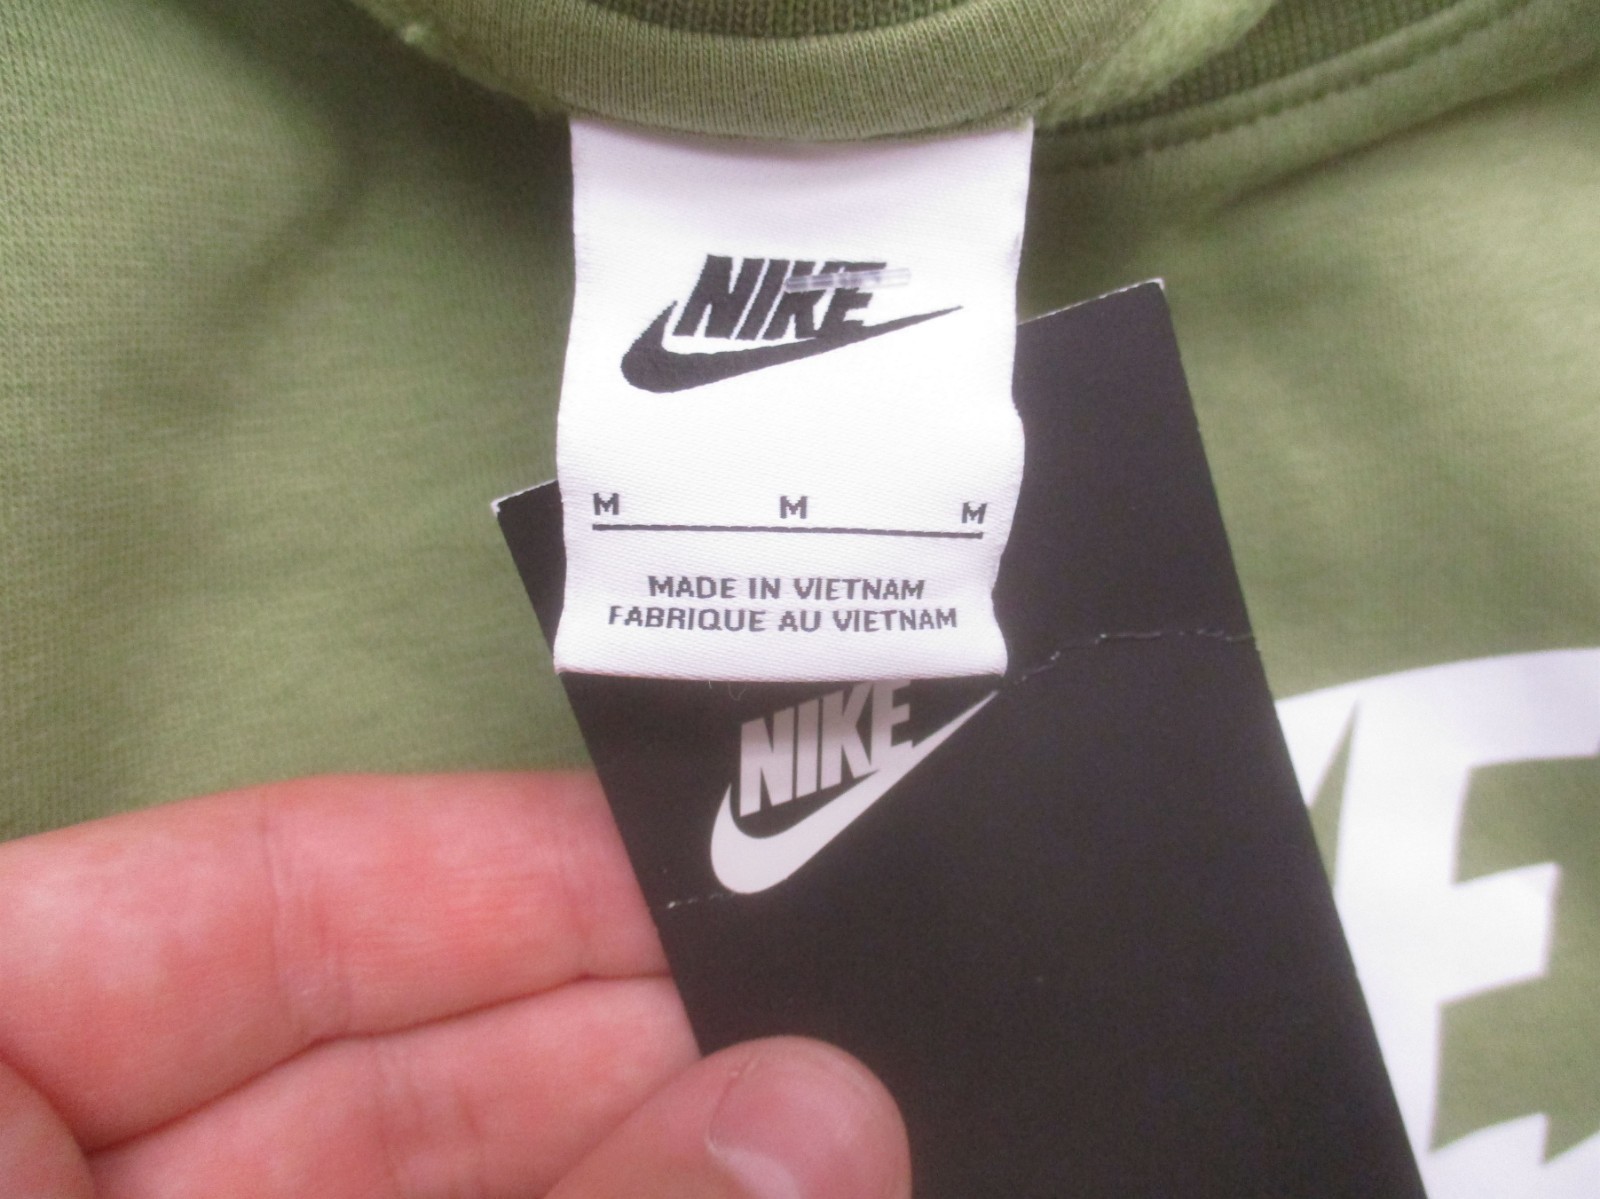 NIKE
M M M
MADE IN VIETNAM
FABRIQUE AU VIETNAM
NIKE
E